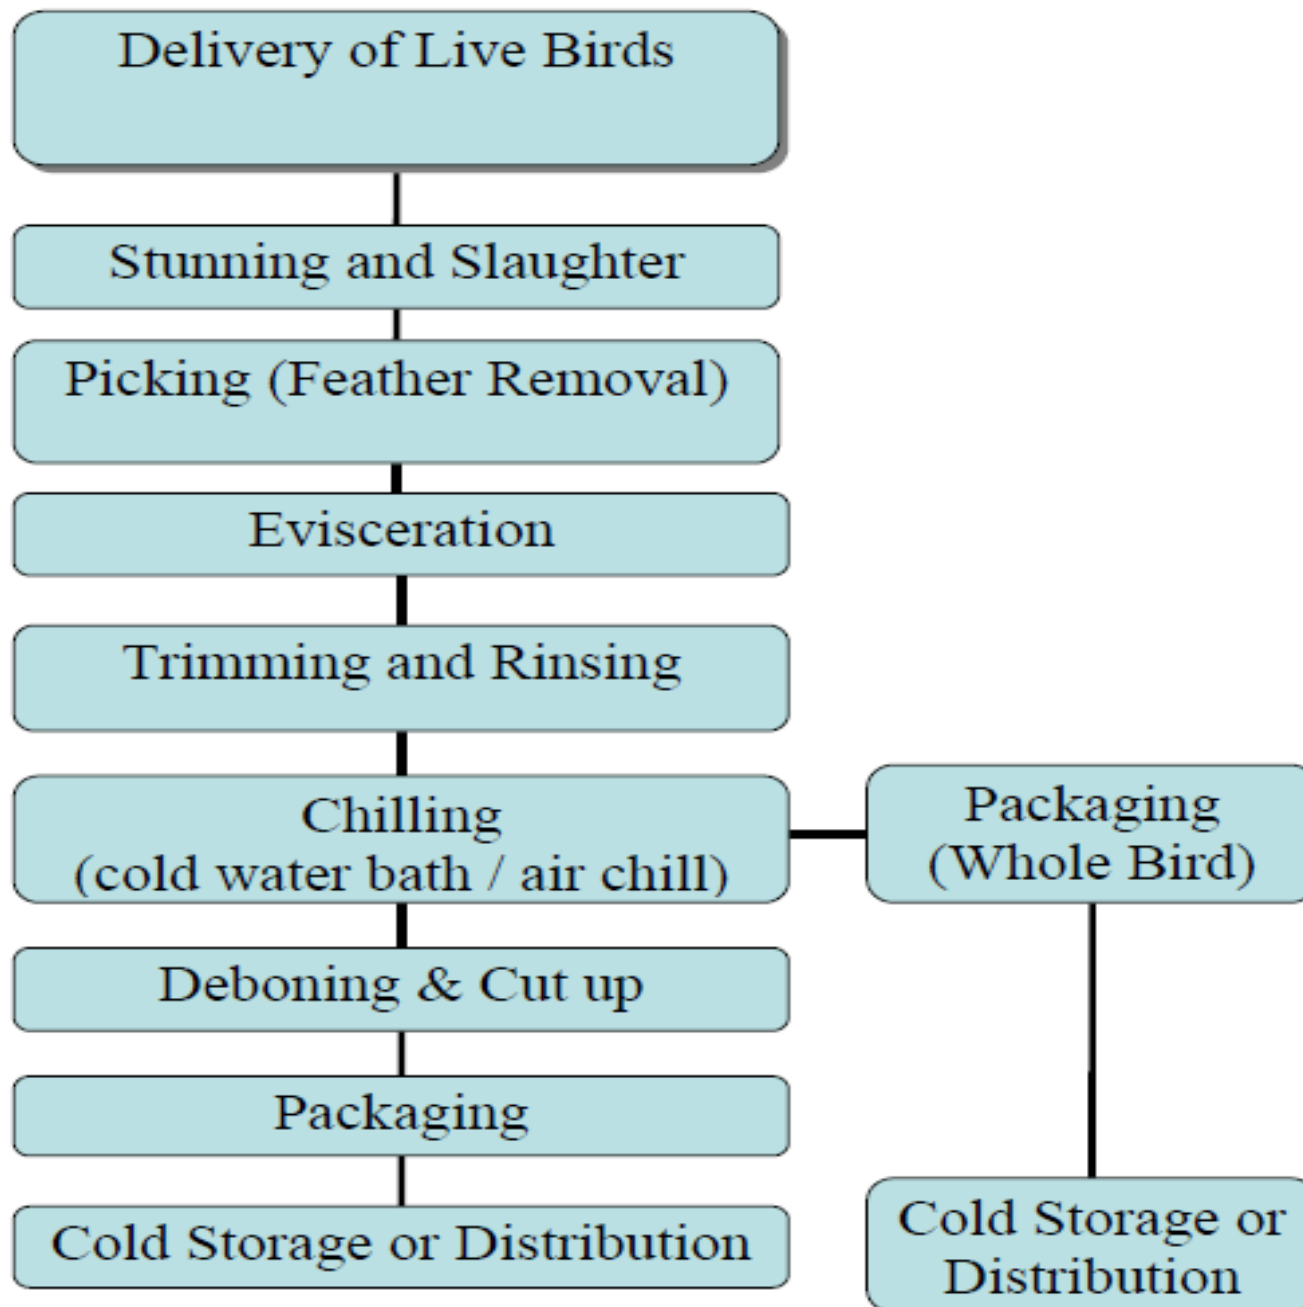 Delivery of Live Birds
Stunning and Slaughter
Picking (Feather Removal)
Evisceration
Trimming and Rinsing
Chilling
(cold water bath / air chill)
Packaging
(Whole Bird)
Deboning & Cut up
Packaging
Cold Storage or Distribution
Cold Storage or
Distribution